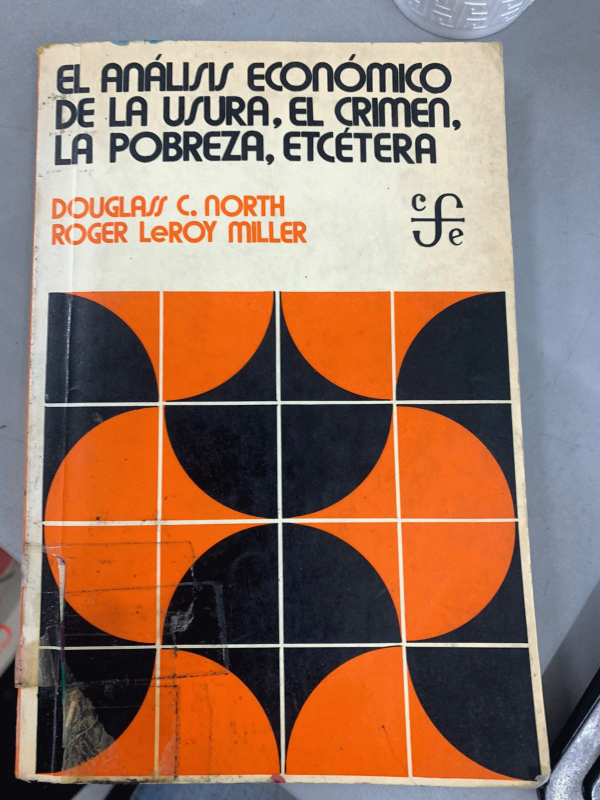 EL ANÁLISIS ECONÓMICO
DE LA USURA, EL CRIMEN,
LA POBREZA, ETCÉTERA
DOUGLASS C. NORTH
ROGER LeROY MILLER
cfe